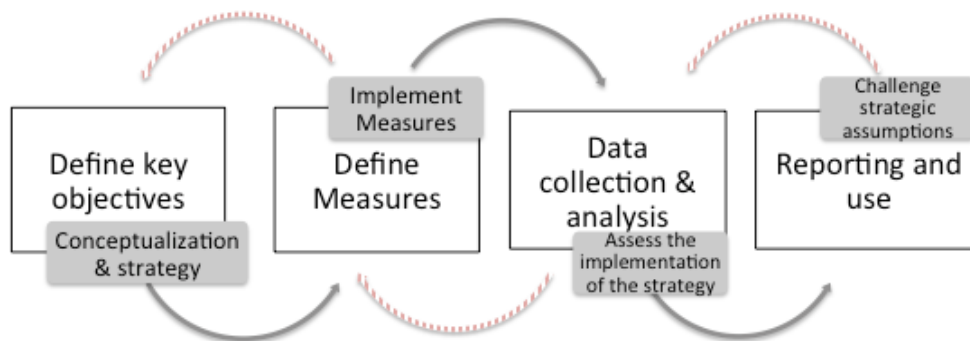 Define key
objectives
Conceptualization
& strategy
Implement
Measures
Define
Measures
Data
collection &
analysis
Assess the
implementation
of the strategy
Challenge
strategic
assumptions
Reporting and
use